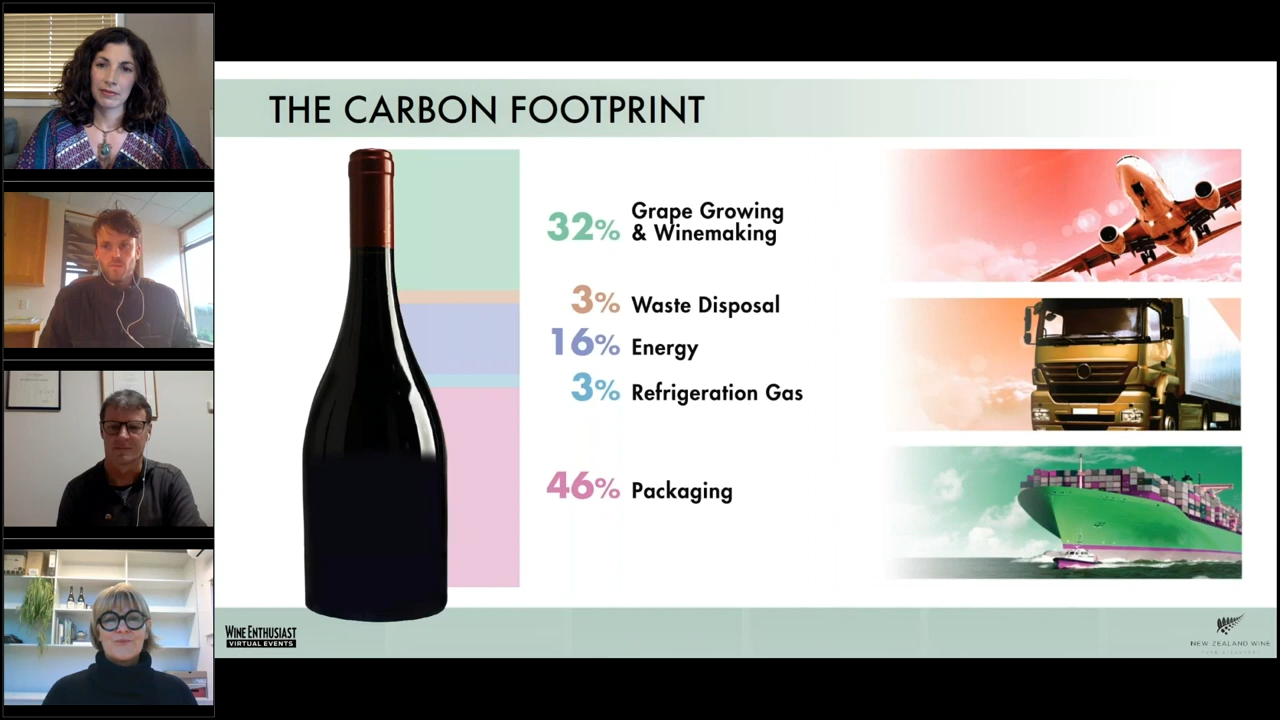 THE CARBON FOOTPRINT
32% Grape Growing
& Winemaking
3% Waste Disposal
16% Energy
3% Refrigeration Gas
46% Packaging
WINE ENTHUSIAST
VIRTUAL EVENTS
NEW ZEALAND WINE